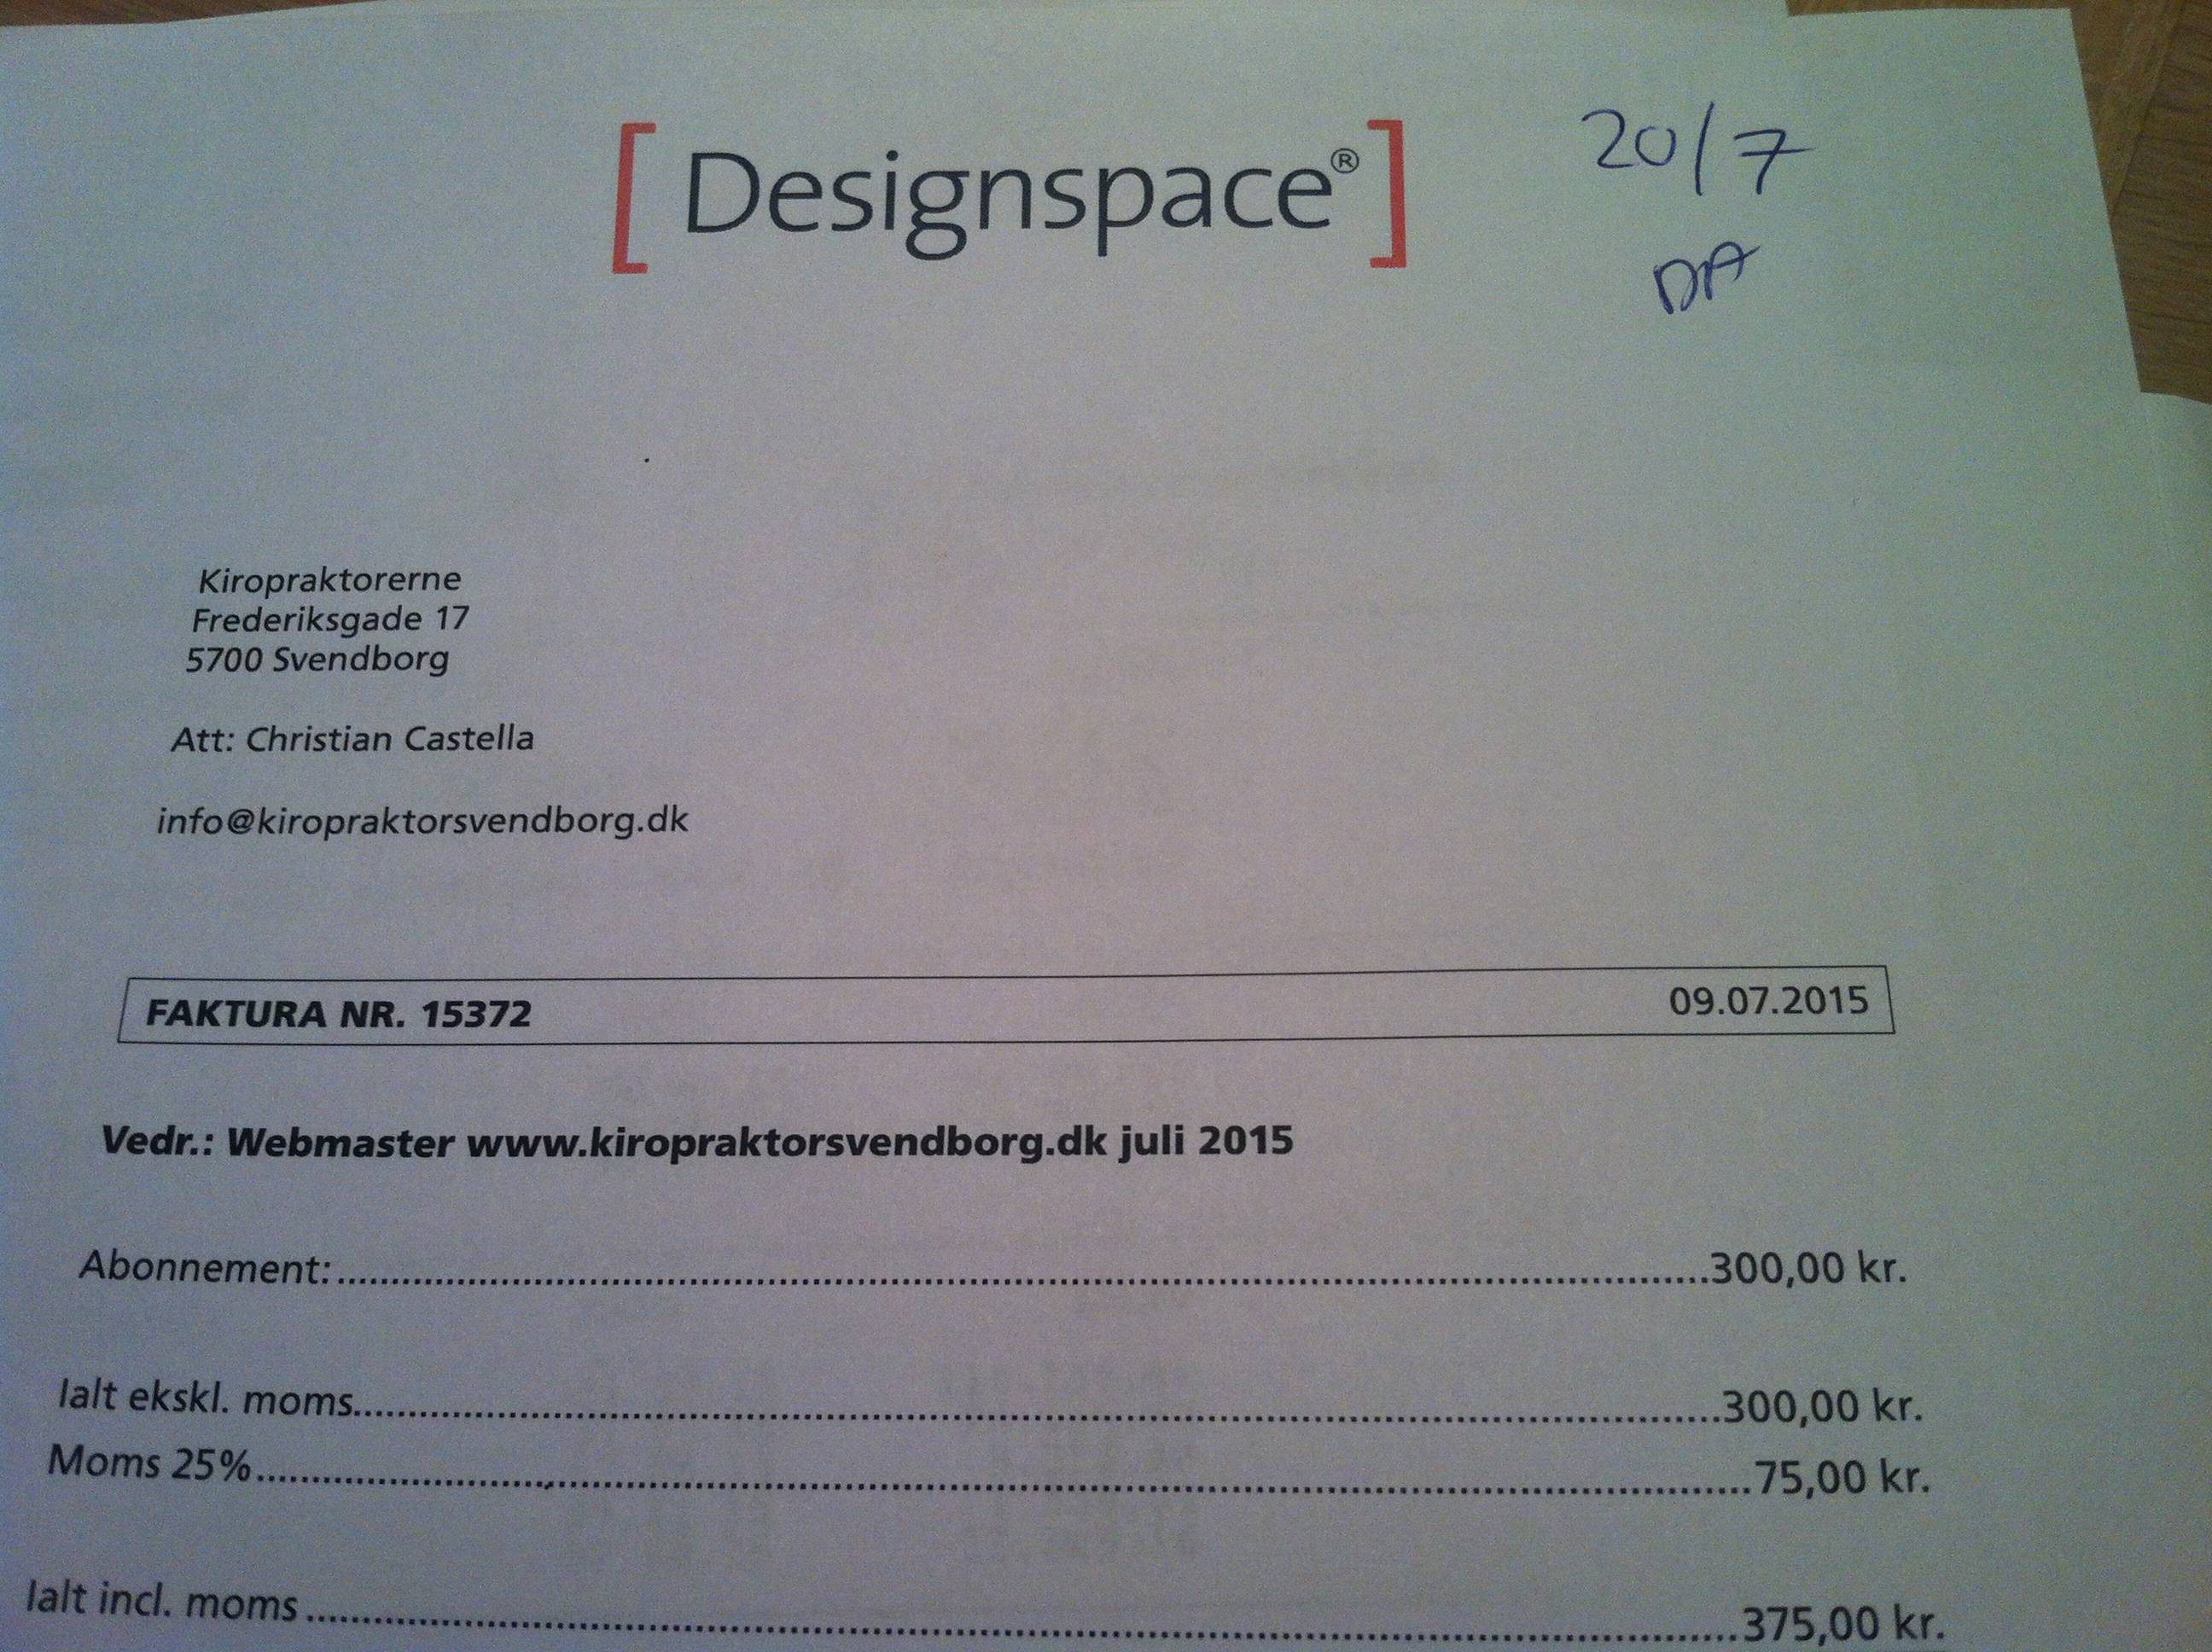 [ Designspace® ]
20/7
DA
Kiropraktorerne
Frederiksgade 17
5700 Svendborg
Att: Christian Castella
info@kiropraktorsvendborg.dk
FAKTURA NR. 15372 09.07.2015
Vedr.: Webmaster www.kiropraktorsvendborg.dk juli 2015
Abonnement:..........................................................................................300,00 kr.
Ialt ekskl. moms..........................................................................................300,00 kr.
Moms 25%..........................................................................................75,00 kr.
Ialt incl. moms..........................................................................................375,00 kr.